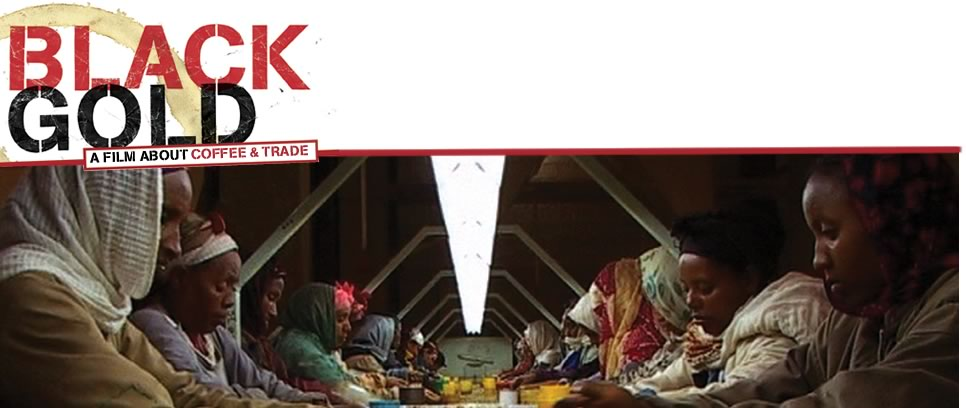 BLACK
GOLD
A FILM ABOUT COFFEE & TRADE